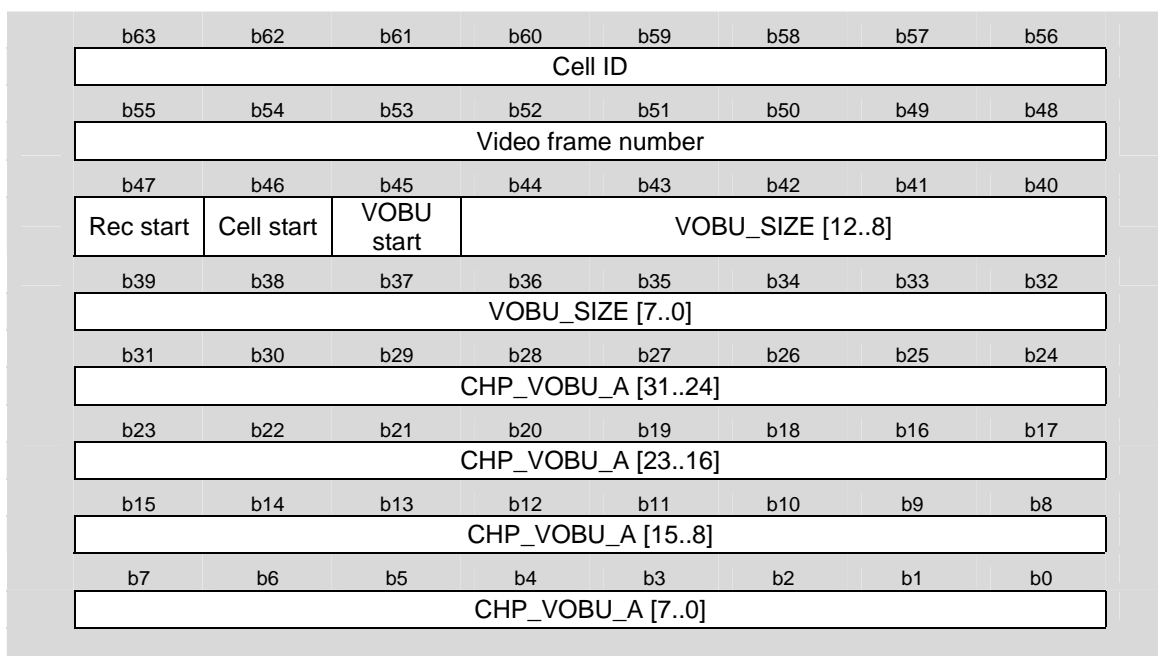 b63 b62 b61 b60 b59 b58 b57 b56
Cell ID
b55 b54 b53 b52 b51 b50 b49 b48
Video frame number
b47 b46 b45 b44 b43 b42 b41 b40
Rec start Cell start VOBU start VOBU_SIZE [12..8]
b39 b38 b37 b36 b35 b34 b33 b32
VOBU_SIZE [7..0]
b31 b30 b29 b28 b27 b26 b25 b24
CHP_VOBU_A [31..24]
b23 b22 b21 b20 b19 b18 b16 b17
CHP_VOBU_A [23..16]
b15 b14 b13 b12 b11 b10 b9 b8
CHP_VOBU_A [15..8]
b7 b6 b5 b4 b3 b2 b1 b0
CHP_VOBU_A [7..0]